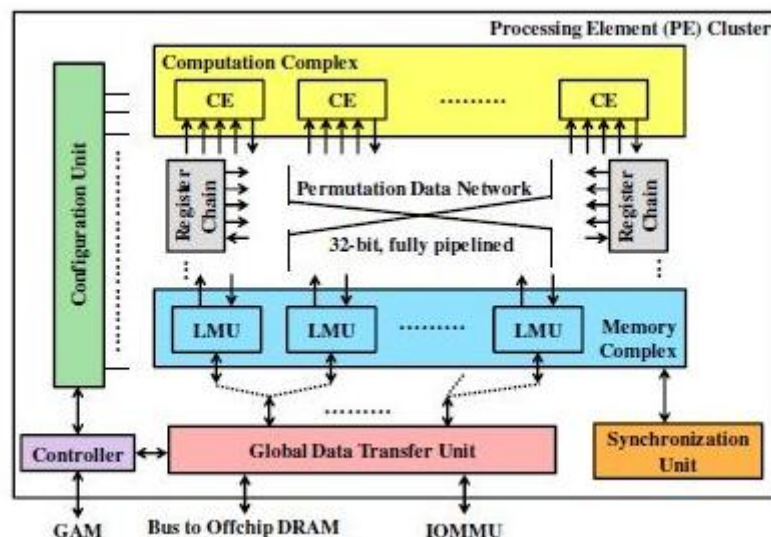 Processing Element (PE) Cluster
Computation Complex
CE
CE
.........
CE
Configuration Unit
Register
Chain
Permutation Data Network
32-bit, fully pipelined
Register
Chain
LMU
LMU
.........
LMU
Memory
Complex
.........
Controller
Global Data Transfer Unit
Synchronization
Unit
GAM
Bus to Offchip DRAM
IOMMU